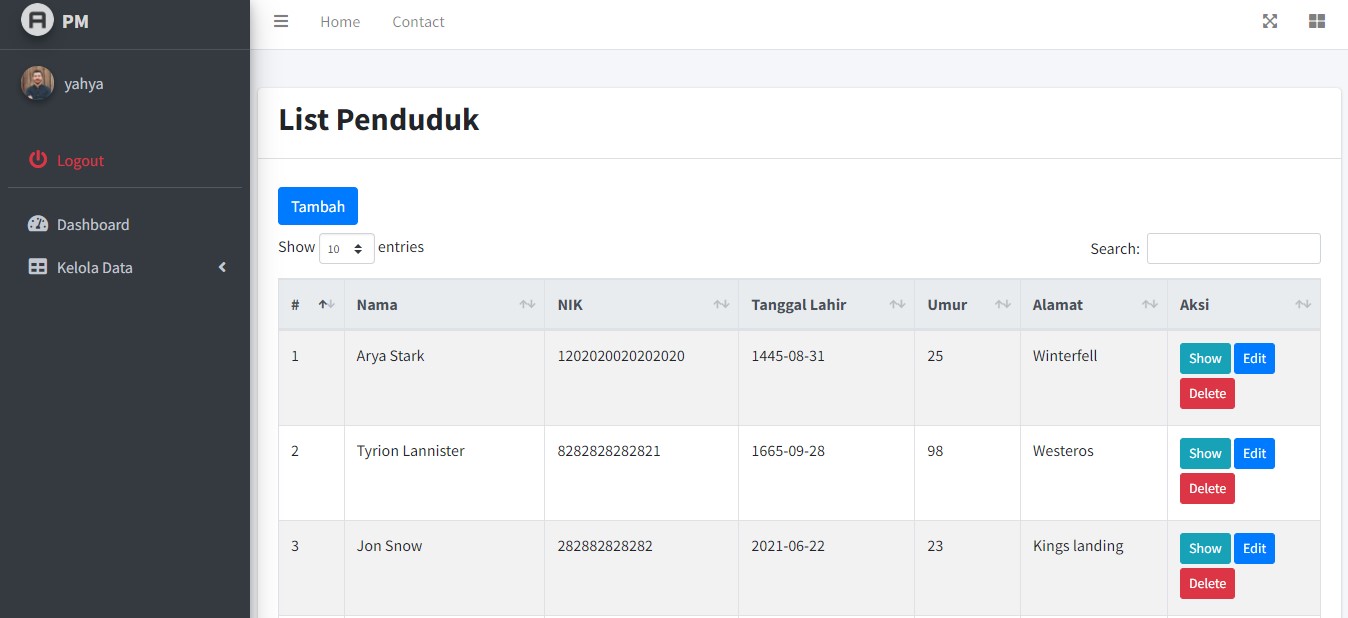 PM
Home Contact
yahya
List Penduduk
Logout
Tambah
Dashboard
Show 10 entries
Search:
Kelola Data
# Nama NIK Tanggal Lahir Umur Alamat Aksi
1 Arya Stark 1202020020202020 1445-08-31 25 Winterfell Show Edit
Delete
2 Tyrion Lannister 8282828282821 1665-09-28 98 Westeros Show Edit
Delete
3 Jon Snow 282882828282 2021-06-22 23 Kings landing Show Edit
Delete